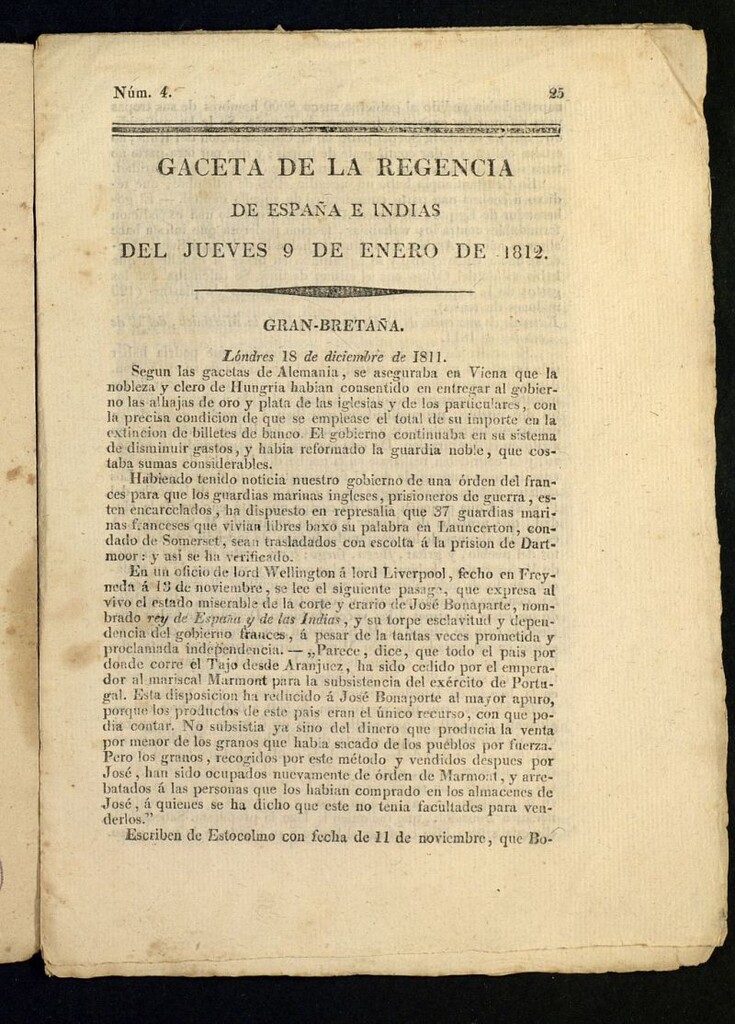 Núm. 4.
25
GACETA DE LA REGENCIA
DE ESPAÑA E INDIAS
DEL JUEVES 9 DE ENERO DE 1812.
GRAN-BRETAÑA.
Lóndres 18 de diciembre de 1811.
Segun las gacetas de Alemania, se aseguraba en Viena que la
nobleza y clero de Hungria habian consentido en entregar al gobier-
no las alhajas de oro y plata de las iglesias y de los particulares, con
la precisa condicion de que se emplease el total de su importe en la
extincion de billetes de banco. El gobierno continuaba en su sistema
de disminuir gastos, y habia reformado la guardia noble, que cos-
taba sumas considerables.
Habiendo tenido noticia nuestro gobierno de una órden del fran-
ces para que los guardias marinas ingleses, prisioneros de guerra, es-
ten encarcelados, ha dispuesto en represalia que 37 guardias mari-
nas franceses que vivian libres baxo su palabra en Launcerton, con-
dado de Somerset, sean trasladados con escolta á la prision de Dart-
moor: y asi se ha verificado.
En un oficio de lord Wellington á lord Liverpool, fecho en Frey-
neda á 13 de noviembre, se lee el siguiente pasage, que expresa al
vivo el estado miserable de la corte y erario de José Bonaparte, nom-
brado rey de España y de las Indias, y su torpe esclavitud y depen-
dencia del gobierno frances, á pesar de la tantas veces prometida y
proclamada independencia. — „Parece, dice, que todo el pais por
donde corre el Tajo desde Aranjuez, ha sido cedido por el empera-
dor al mariscal Marmont para la subsistencia del exército de Portu-
gal. Esta disposicion ha reducido á José Bonaporte al mayor apuro,
porque los productos de este pais eran el único recurso, con que po-
dia contar. No subsistia ya sino del dinero que producia la venta
por menor de los granos que habia sacado de los pueblos por fuerza.
Pero los granos, recogidos por este método y vendidos despues por
José, han sido ocupados nuevamente de órden de Marmont, y arre-
batados á las personas que los habian comprado en los almacenes de
José, á quienes se ha dicho que este no tenia facultades para ven-
derlos."
Escriben de Estocolmo con fecha de 11 de noviembre, que Bo-